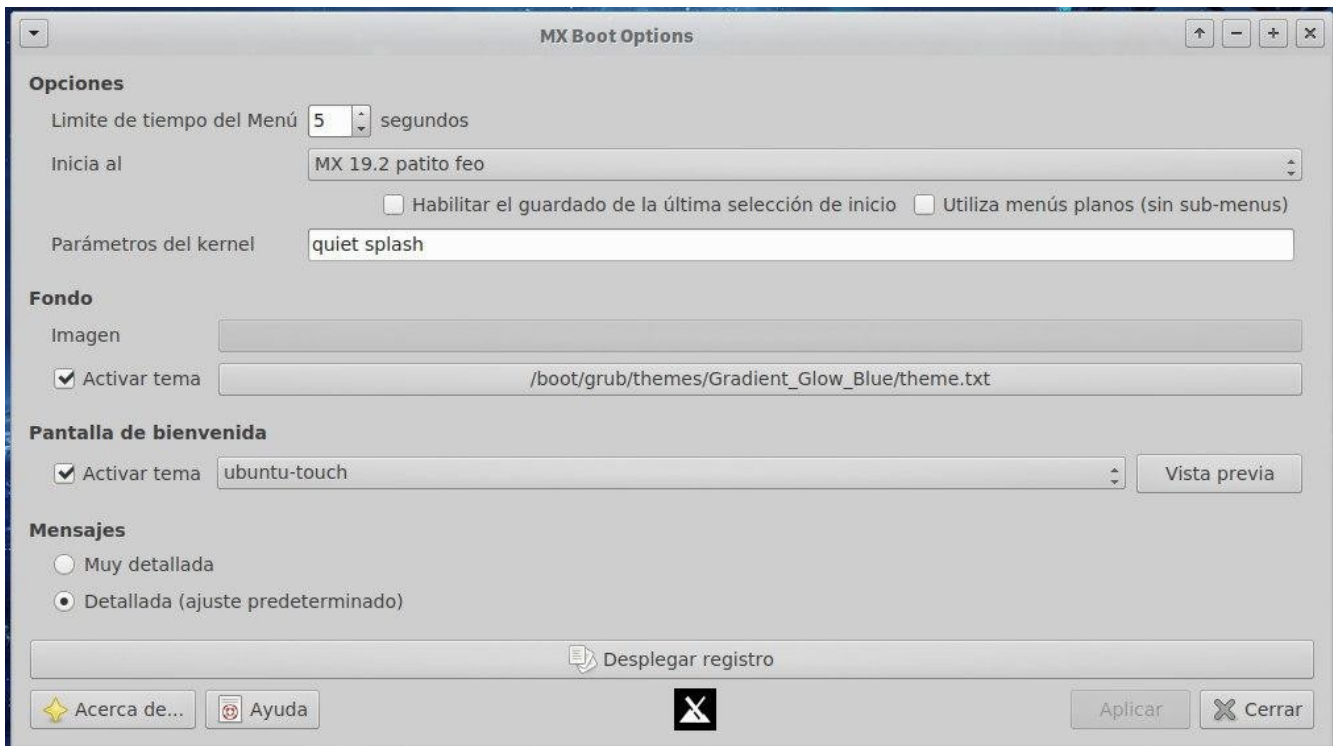 MX Boot Options
Opciones
Limite de tiempo del Menú 5 segundos
Inicia al MX 19.2 patito feo
Habilitar el guardado de la última selección de inicio Utiliza menús planos (sin sub-menus)
Parámetros del kernel quiet splash
Fondo
Imagen
Activar tema /boot/grub/themes/Gradient_Glow_Blue/theme.txt
Pantalla de bienvenida
Activar tema ubuntu-touch Vista previa
Mensajes
Muy detallada
Detallada (ajuste predeterminado)
Desplegar registro
Acerca de... Ayuda Aplicar Cerrar